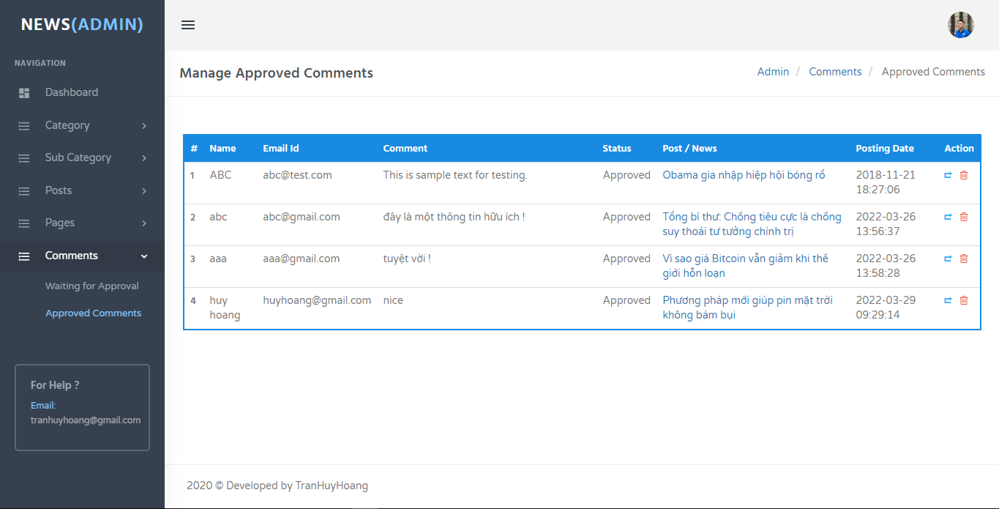 NEWS(ADMIN)
NAVIGATION
Dashboard
Category
Sub Category
Posts
Pages
Comments
Waiting for Approval
Approved Comments
For Help ?
Email:
tranhuyhoang@gmail.com
Manage Approved Comments
Admin / Comments / Approved Comments
# Name Email Id Comment Status Post / News Posting Date Action
1 ABC abc@test.com This is sample text for testing. Approved Obama gia nhập hiệp hội bóng rổ 2018-11-21
18:27:06
2 abc abc@gmail.com đây là một thông tin hữu ích ! Approved Tổng bí thư: Chống tiêu cực là chống 2022-03-26
suy thoái tư tưởng chính trị 13:56:37
3 aaa aaa@gmail.com tuyệt vời ! Approved Vì sao giá Bitcoin vẫn giảm khi thế 2022-03-26
giới hỗn loạn 13:58:28
4 huy huyhoang@gmail.com nice Approved Phương pháp mới giúp pin mặt trời 2022-03-29
hoang không bám bụi 09:29:14
2020 © Developed by TranHuyHoang